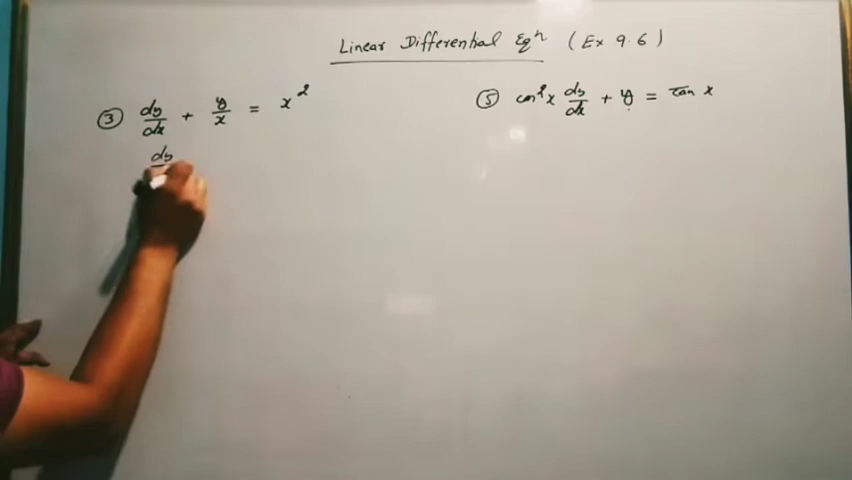 Linear Differential Eqⁿ (Ex 9.6)
③ dy/dx + y/x = x²
⑤ cos²x dy/dx + y = tan x
dy